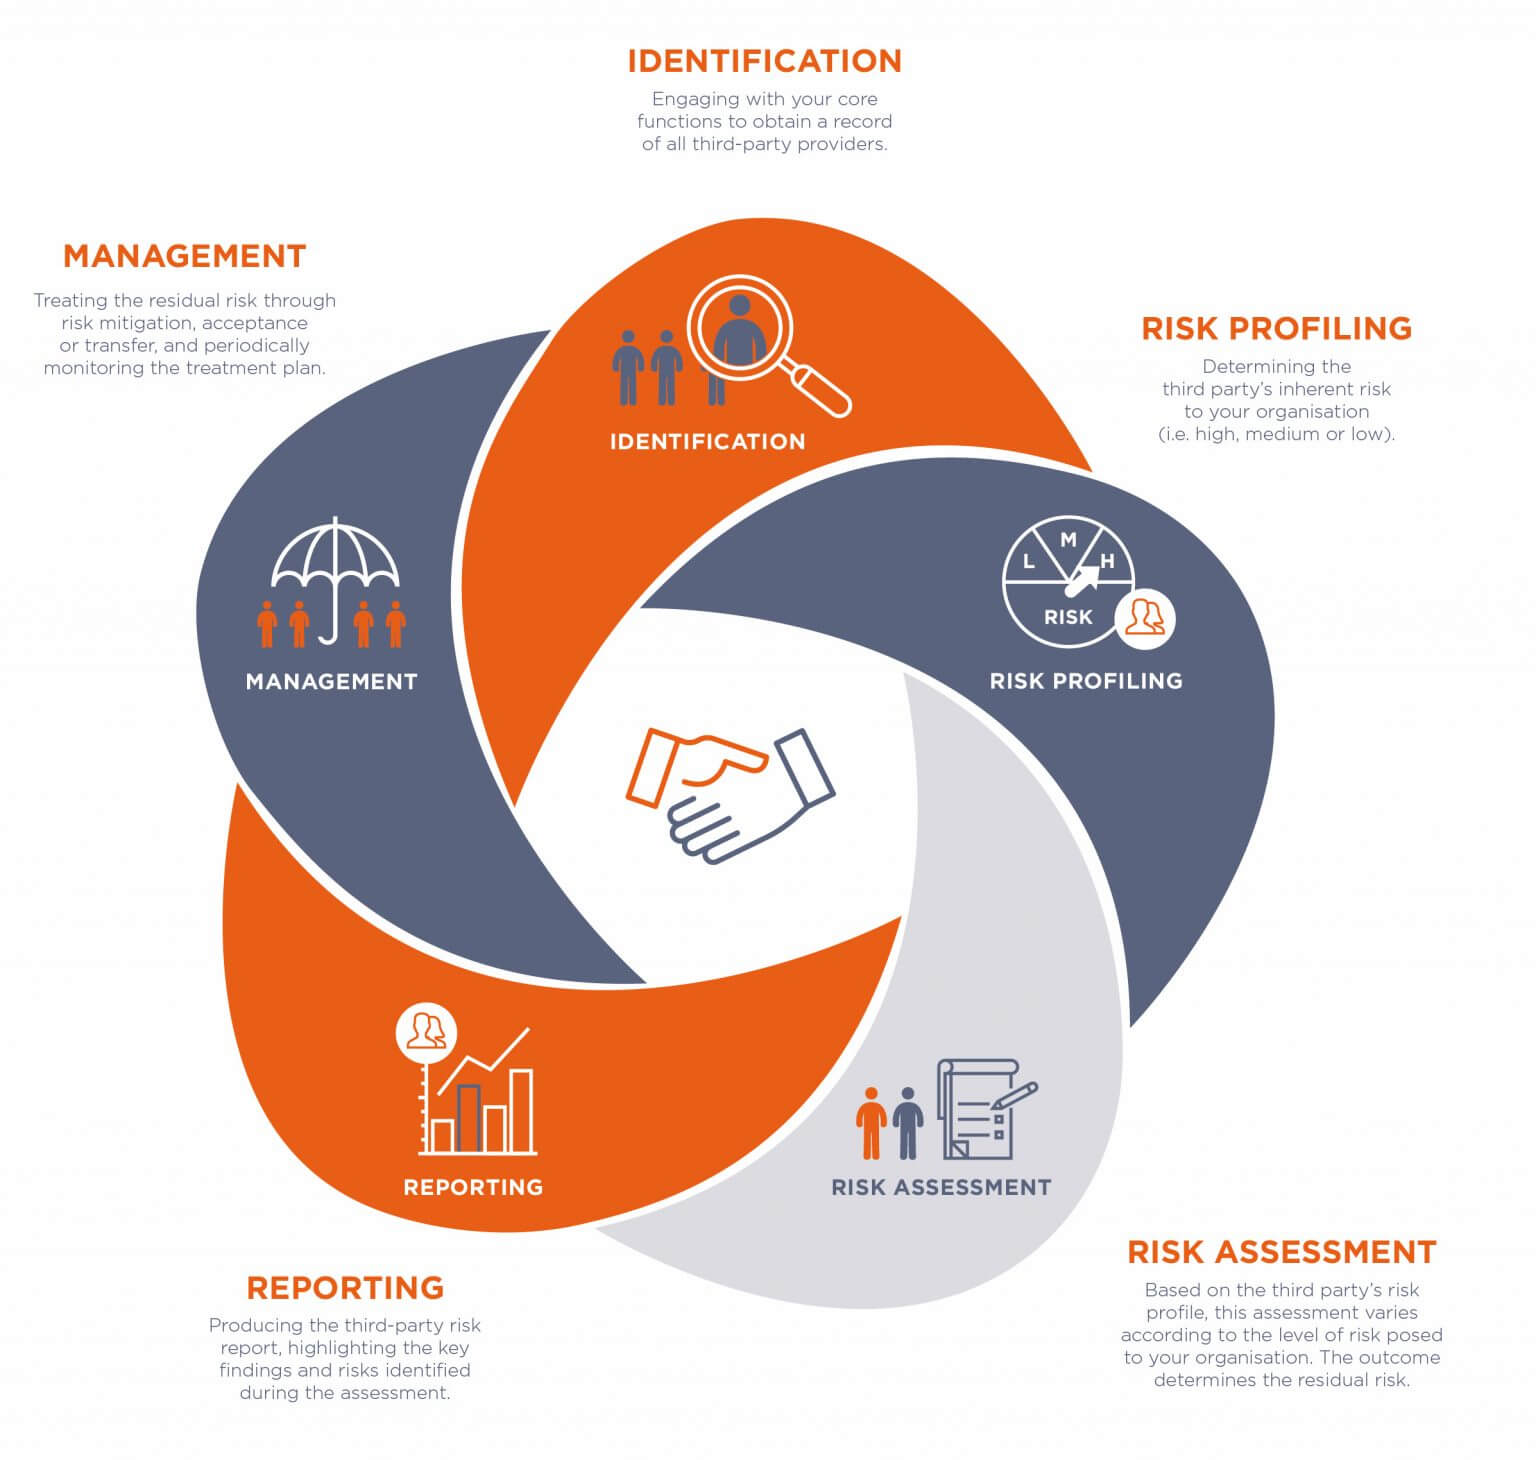 IDENTIFICATION
Engaging with your core
functions to obtain a record
of all third-party providers.
MANAGEMENT
Treating the residual risk through
risk mitigation, acceptance
or transfer, and periodically
monitoring the treatment plan.
RISK PROFILING
Determining the
third party's inherent risk
to your organisation
(i.e. high, medium or low).
IDENTIFICATION
L M H
RISK
RISK PROFILING
MANAGEMENT
REPORTING
RISK ASSESSMENT
RISK ASSESSMENT
Based on the third party's risk
profile, this assessment varies
according to the level of risk posed
to your organisation. The outcome
determines the residual risk.
REPORTING
Producing the third-party risk
report, highlighting the key
findings and risks identified
during the assessment.